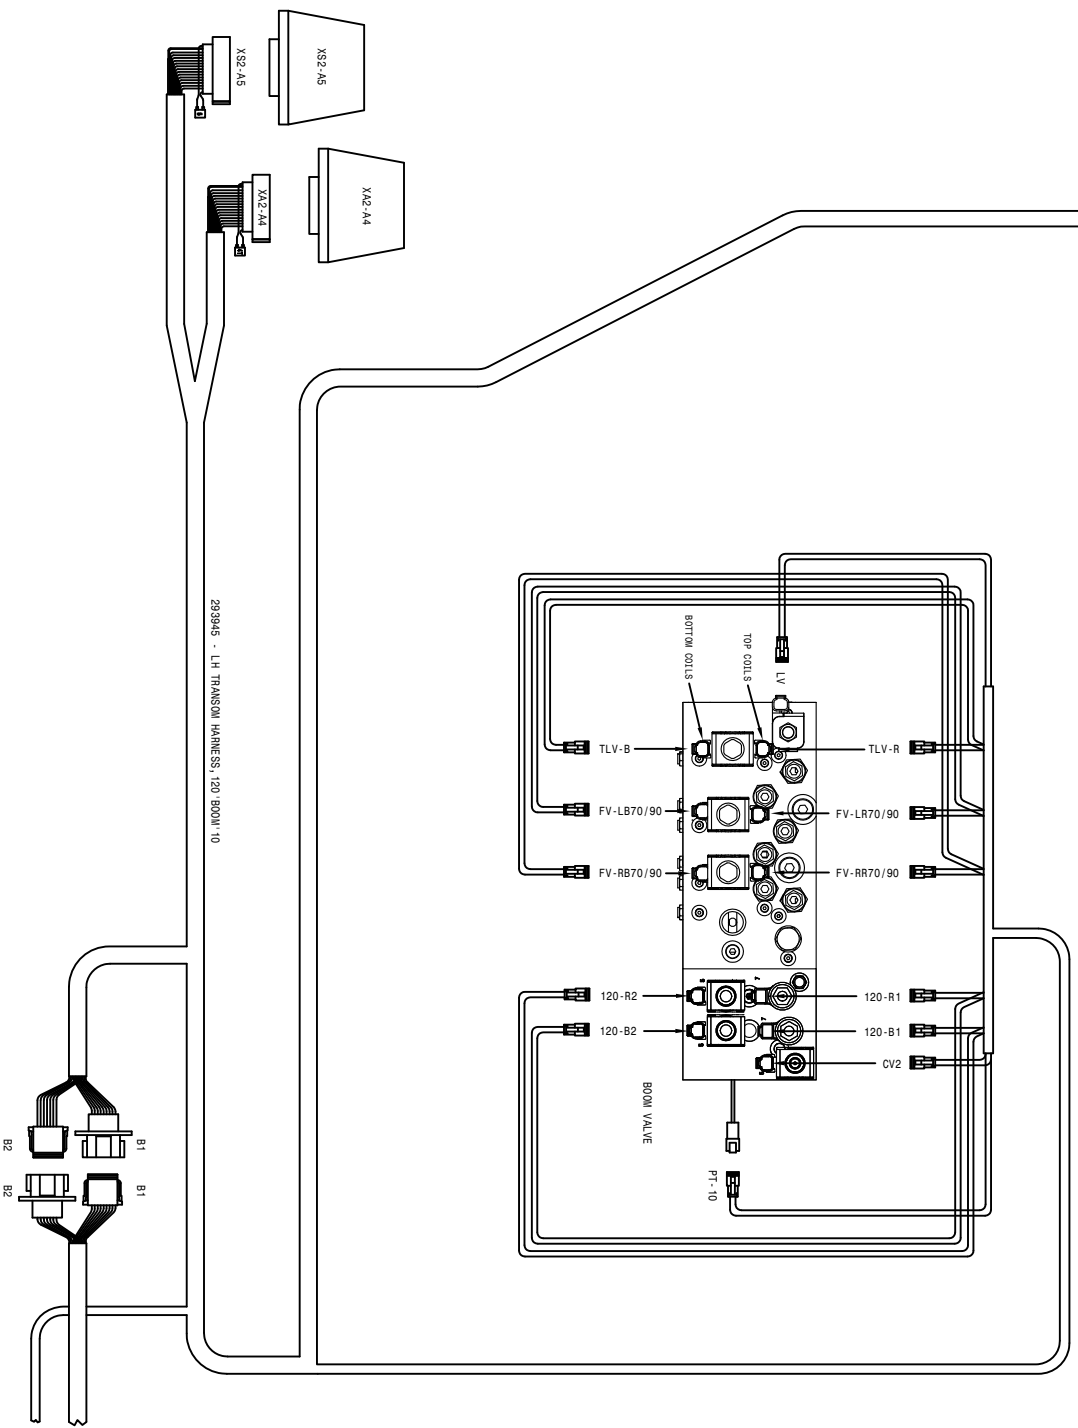 XS2-A5
XS2-A5
XA2-A4
XA2-A4
293945 - LH TRANSOM HARNESS, 120'BOOM'10
BOTTOM COILS
TOP COILS
LV
TLV-B
TLV-R
FV-LB70/90
FV-LR70/90
FV-RB70/90
FV-RR70/90
120-R2
120-R1
120-B2
120-B1
CV2
BOOM VALVE
PT-10
B2
B1
B2
B1